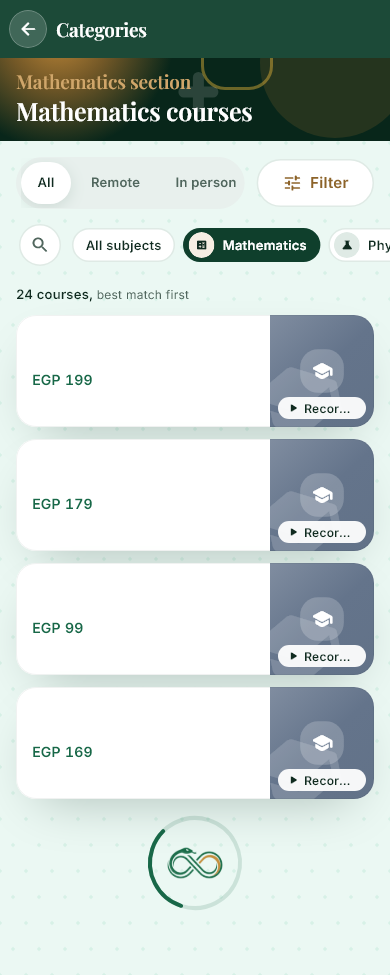 Categories
Mathematics section
Mathematics courses
All Remote In person Filter
All subjects Mathematics Phy
24 courses, best match first
EGP 199
Recor...
EGP 179
Recor...
EGP 99
Recor...
EGP 169
Recor...